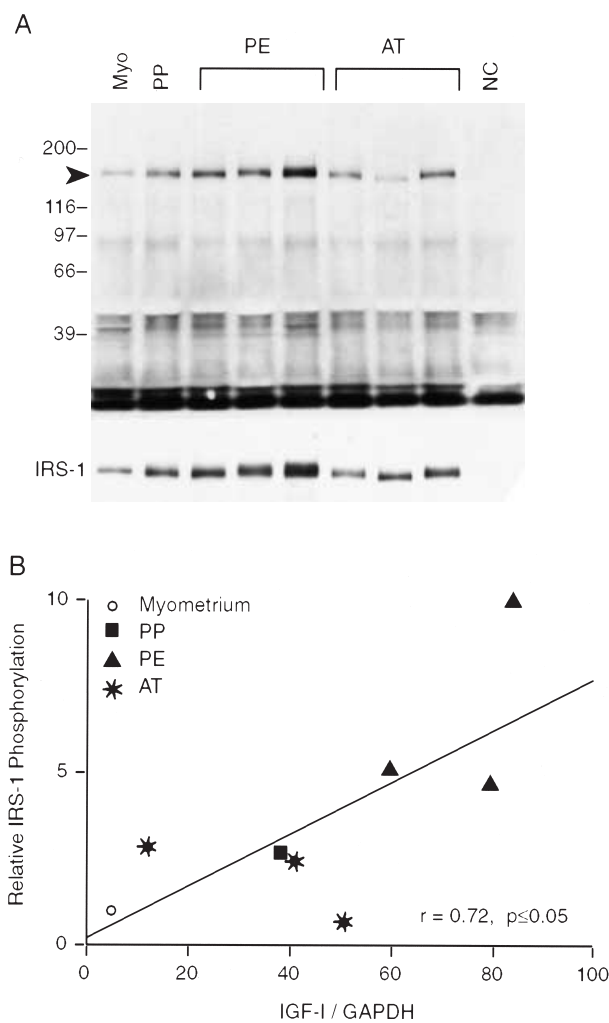 A
Myo PP PE AT NC
200–
116–
97–
66–
39–
IRS-1
B
10
5
0
Relative IRS-1 Phosphorylation
Myometrium
PP
PE
AT
r = 0.72, p≤0.05
0 20 40 60 80 100
IGF-I / GAPDH